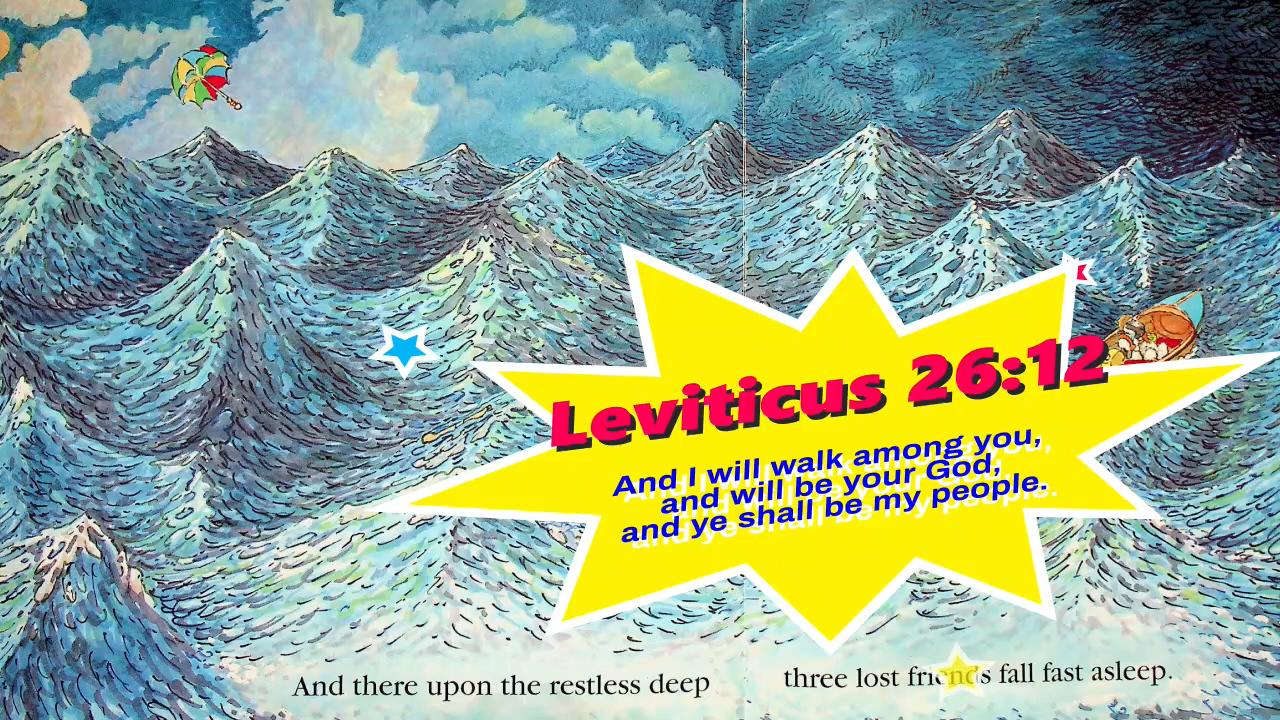 Leviticus 26:12
And I will walk among you,
and will be your God,
and ye shall be my people.
And there upon the restless deep
three lost friends fall fast asleep.